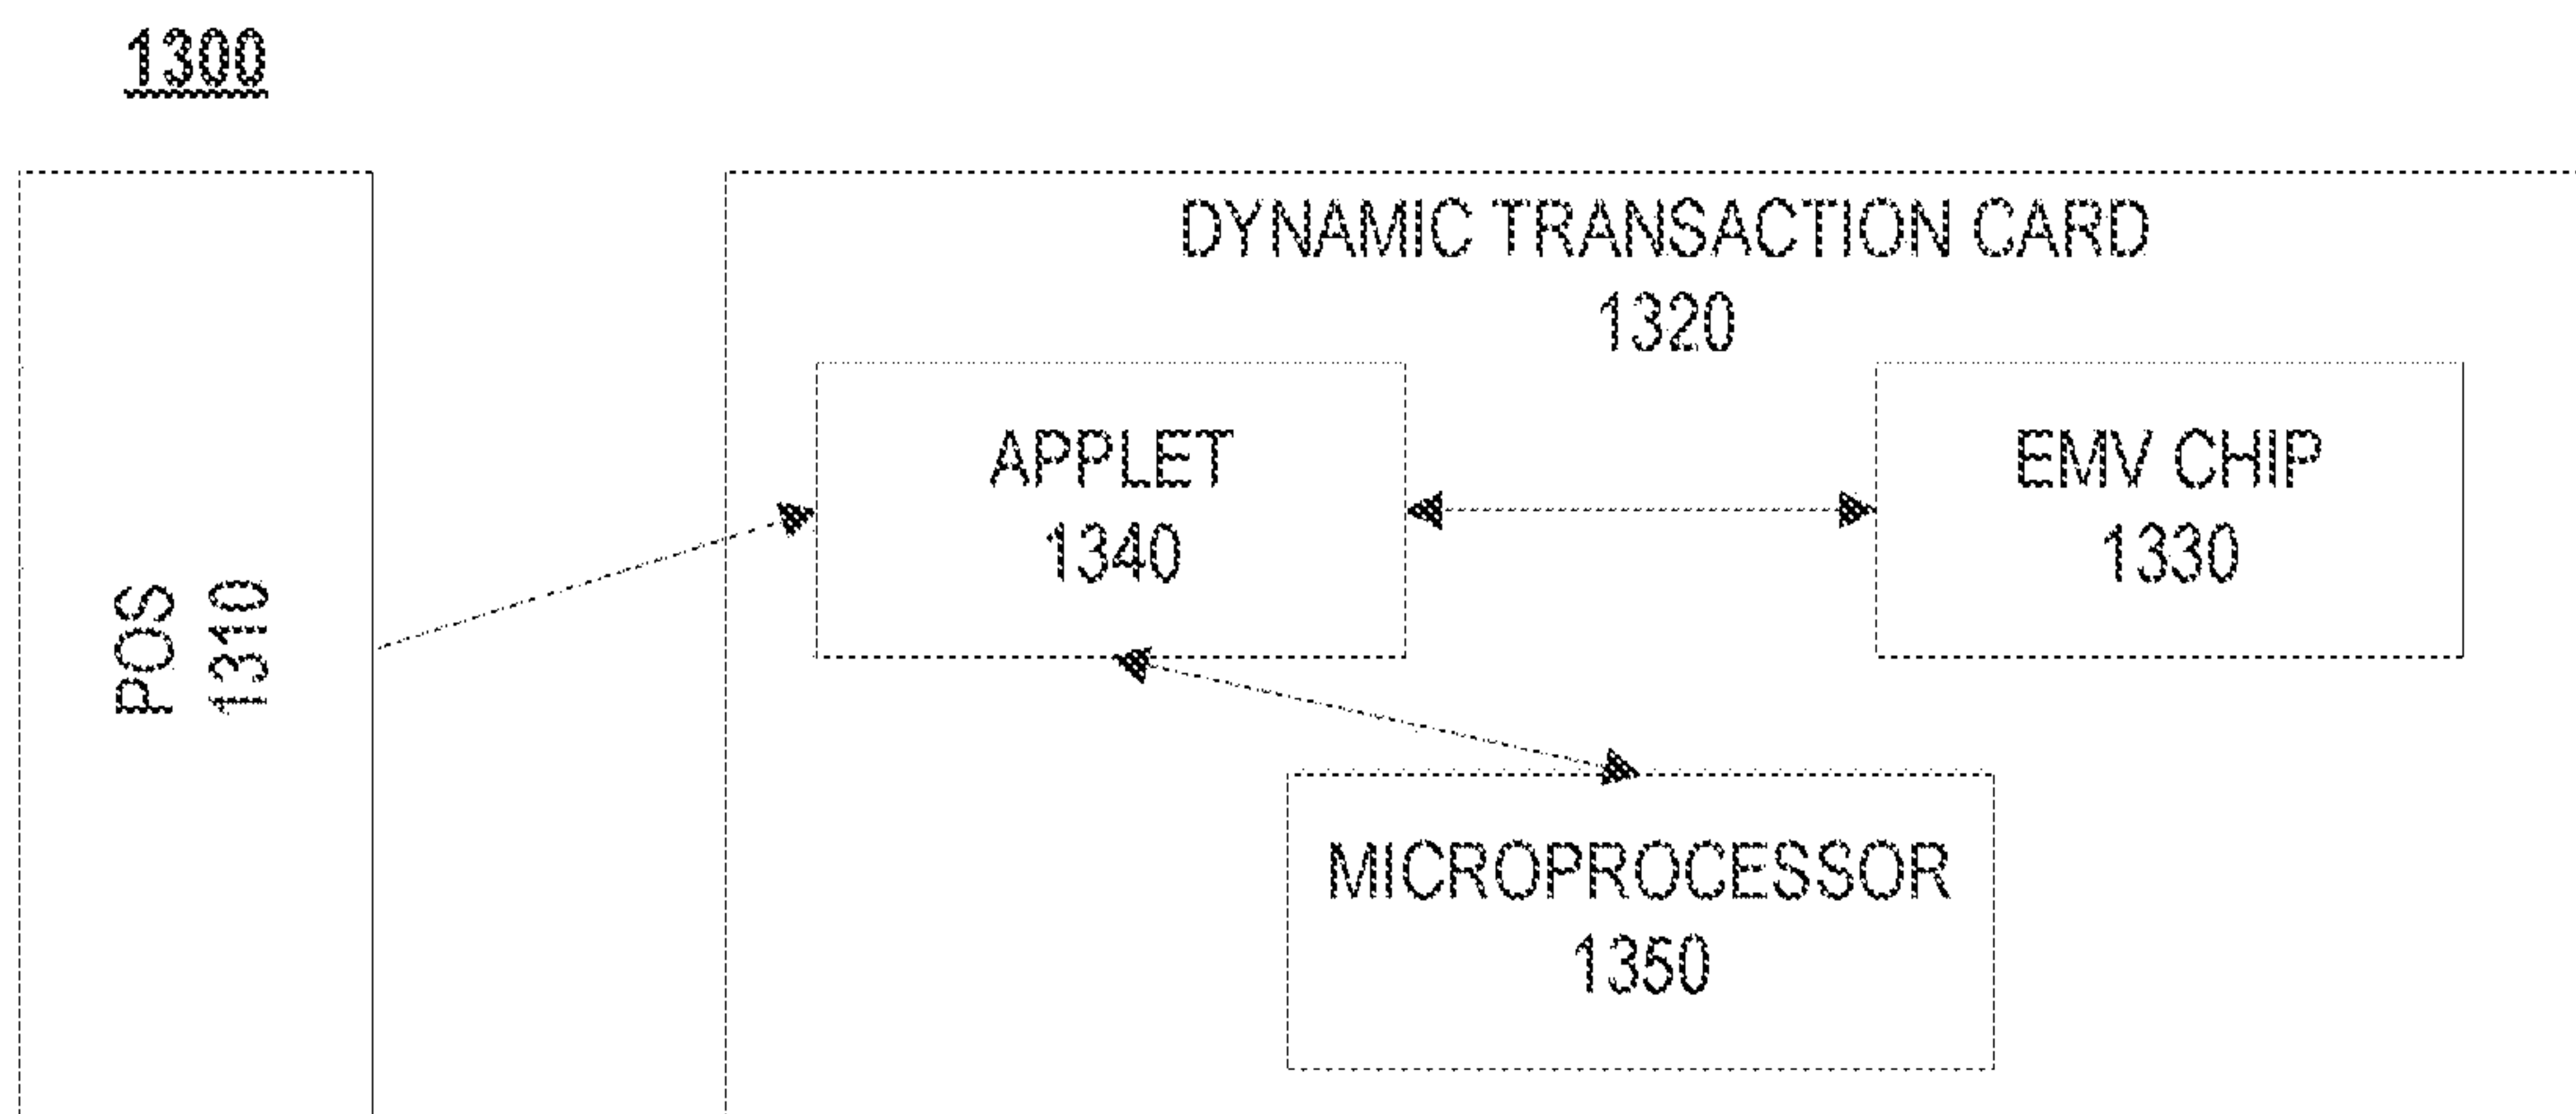 1300
POS
1310
DYNAMIC TRANSACTION CARD
1320
APPLET
1340
EMV CHIP
1330
MICROPROCESSOR
1350